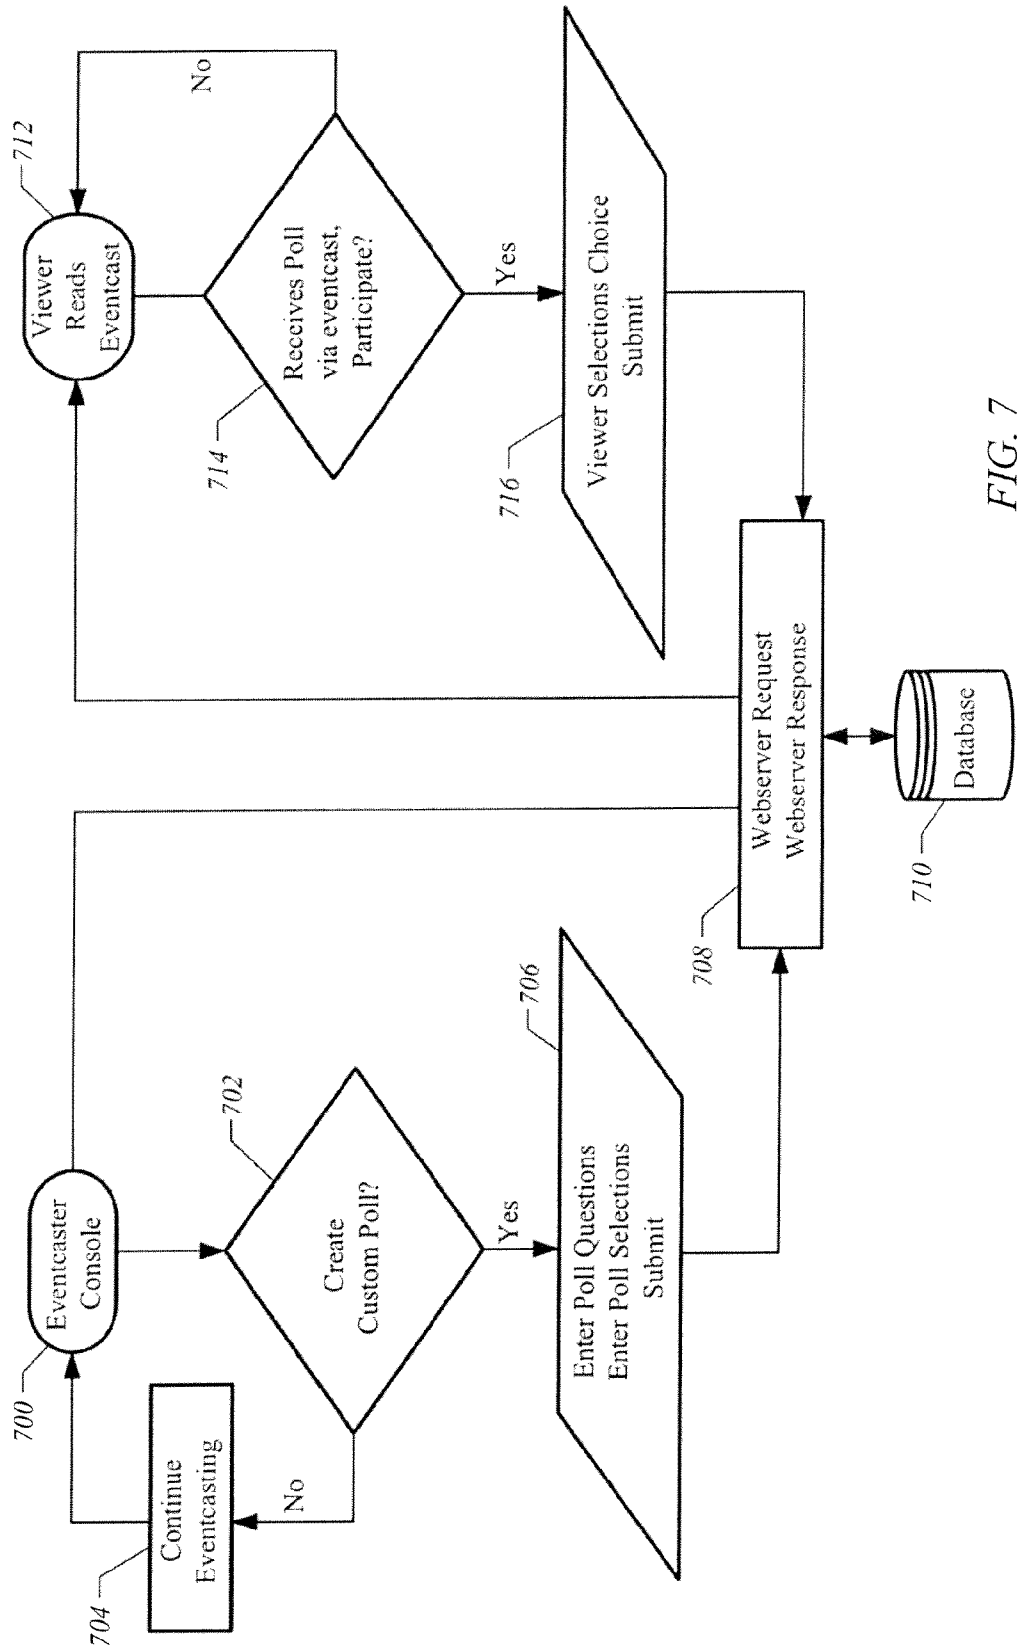 700
Eventcaster
Console
704
Continue
Eventcasting
No
702
Create
Custom Poll?
Yes
706
Enter Poll Questions
Enter Poll Selections
Submit
708
Webserver Request
Webserver Response
710
Database
712
Viewer
Reads
Eventcast
No
714
Receives Poll
via eventcast,
Participate?
Yes
716
Viewer Selections Choice
Submit
FIG. 7